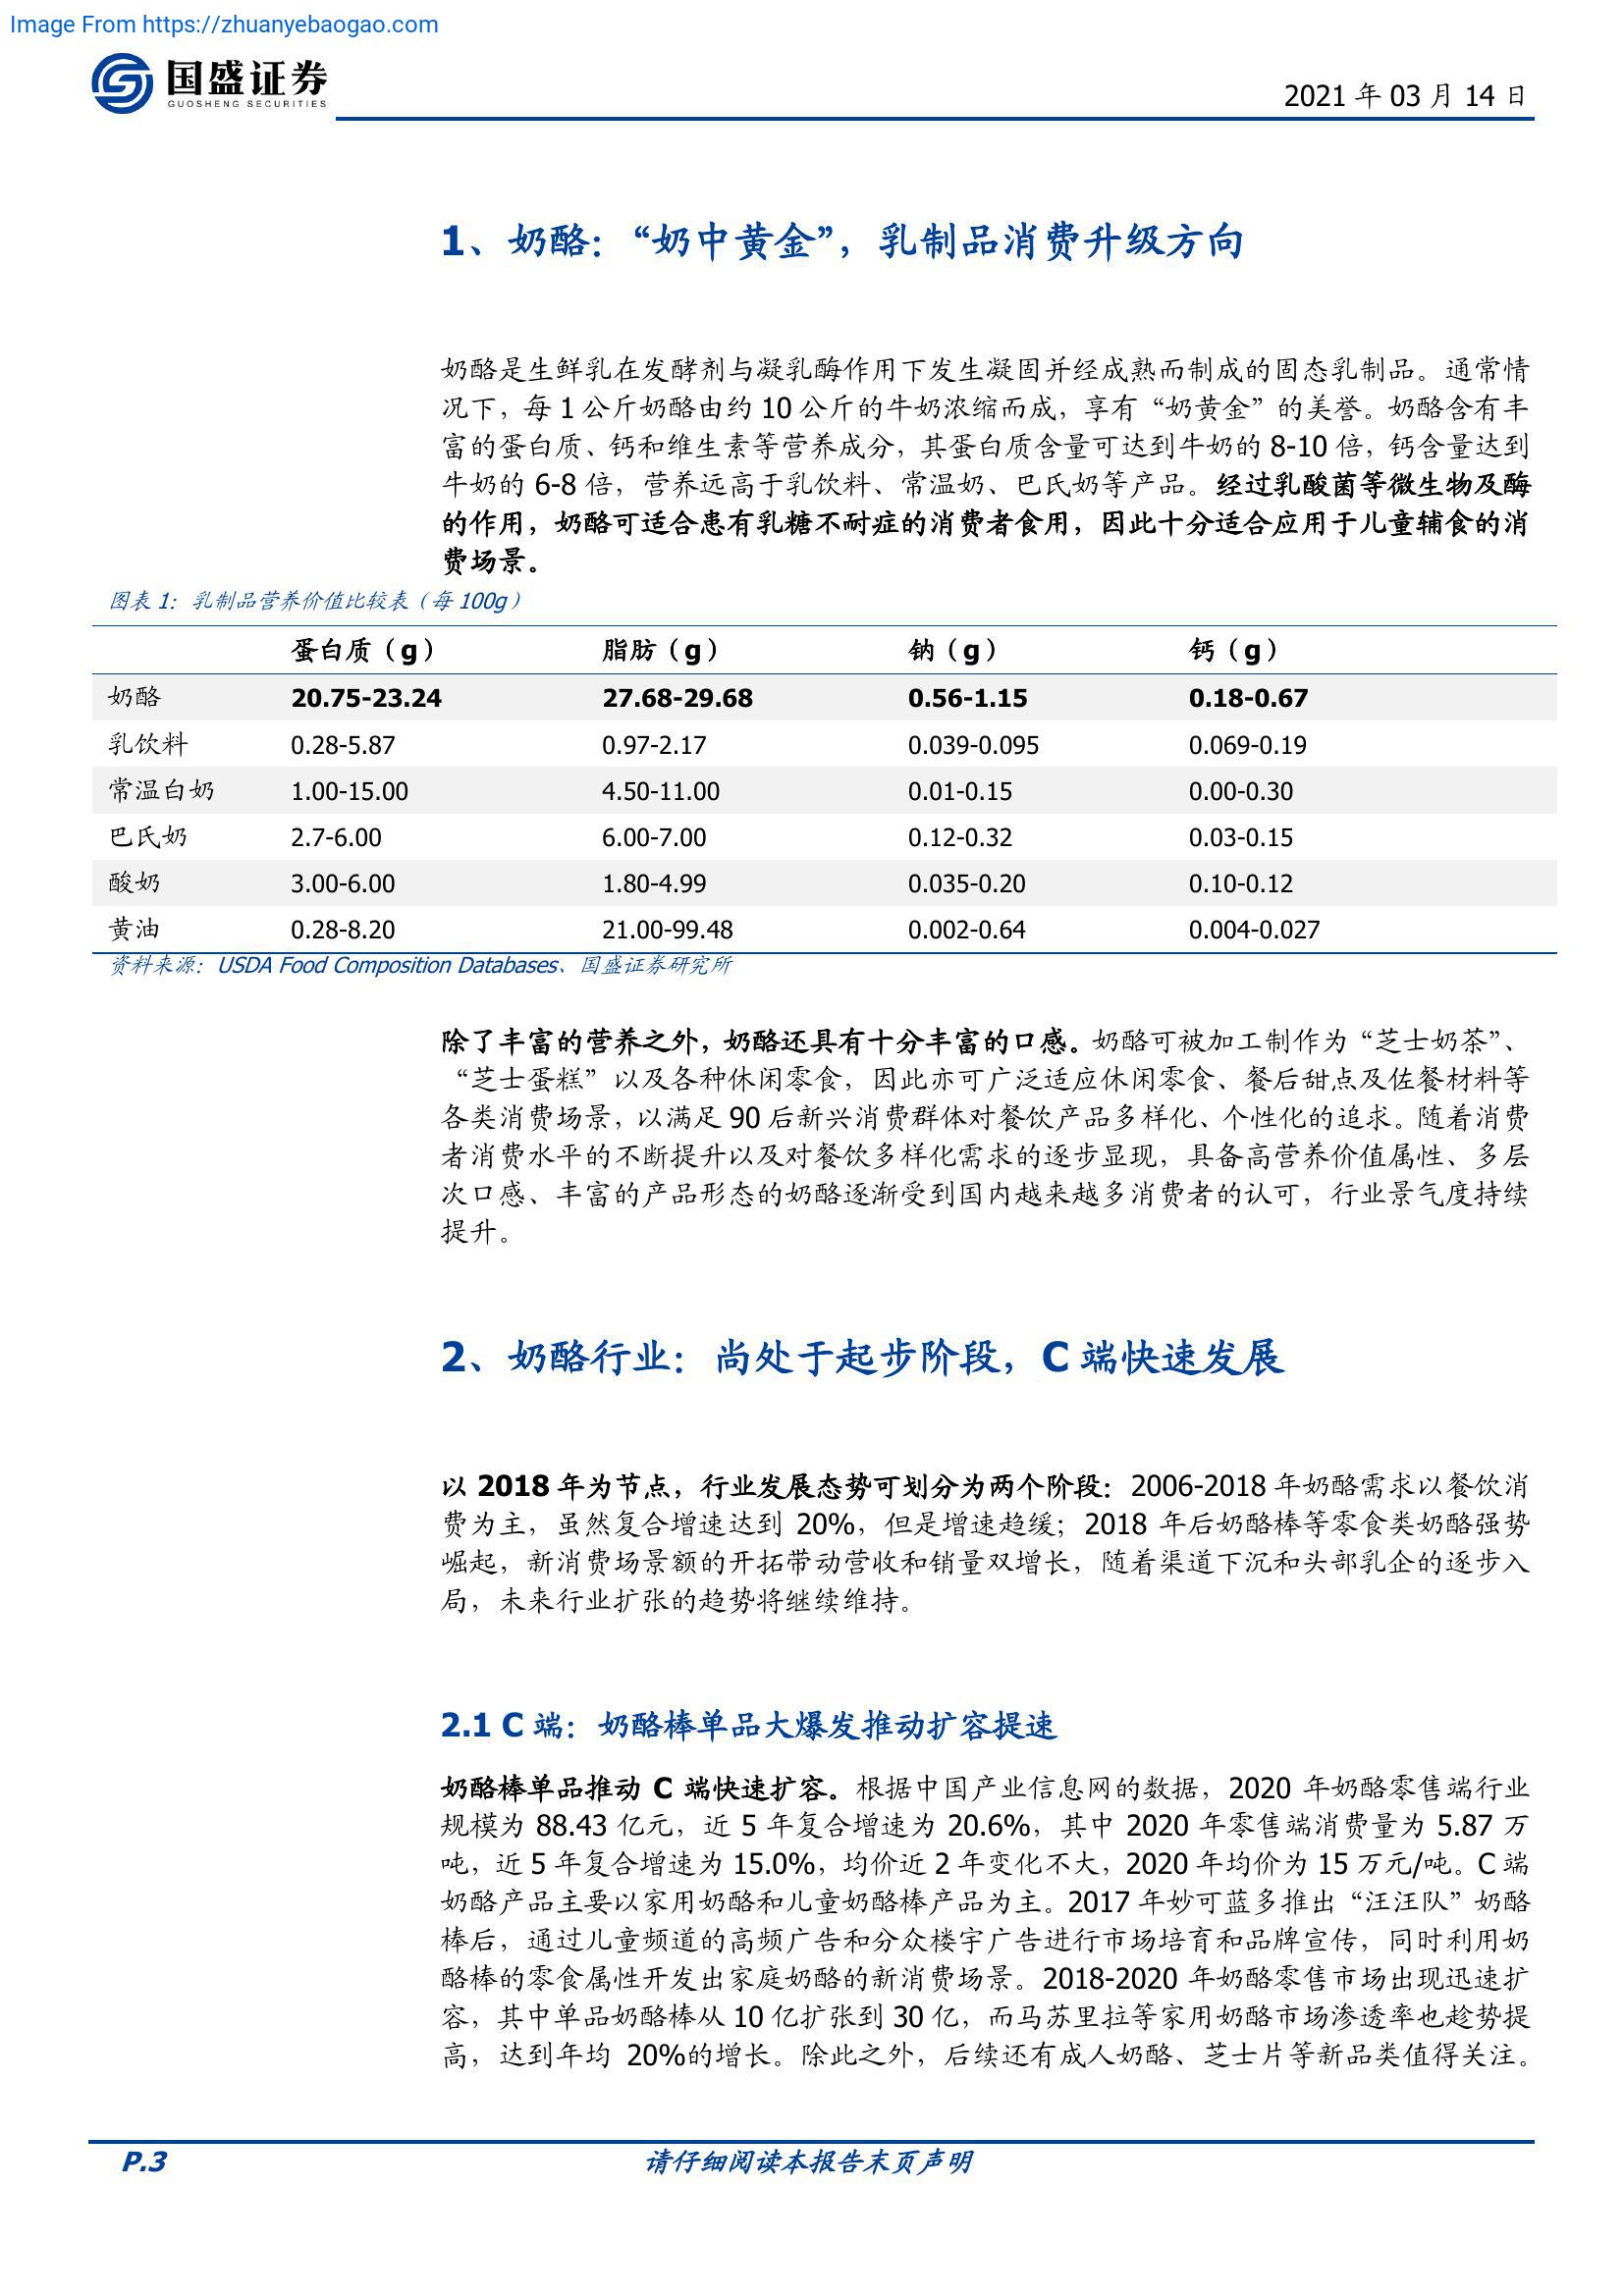 Image From https://zhuanyebaogao.com
国盛证券
GUOSHENG SECURITIES
2021 年 03 月 14 日
1、奶酪：“奶中黄金”，乳制品消费升级方向
奶酪是生鲜乳在发酵剂与凝乳酶作用下发生凝固并经成熟而制成的固态乳制品。通常情
况下，每 1 公斤奶酪由约 10 公斤的牛奶浓缩而成，享有“奶黄金”的美誉。奶酪含有丰
富的蛋白质、钙和维生素等营养成分，其蛋白质含量可达到牛奶的 8-10 倍，钙含量达到
牛奶的 6-8 倍，营养远高于乳饮料、常温奶、巴氏奶等产品。经过乳酸菌等微生物及酶
的作用，奶酪可适合患有乳糖不耐症的消费者食用，因此十分适合应用于儿童辅食的消
费场景。
图表 1：乳制品营养价值比较表（每 100g）
蛋白质（g） 脂肪（g） 钠（g） 钙（g）
奶酪 20.75-23.24 27.68-29.68 0.56-1.15 0.18-0.67
乳饮料 0.28-5.87 0.97-2.17 0.039-0.095 0.069-0.19
常温白奶 1.00-15.00 4.50-11.00 0.01-0.15 0.00-0.30
巴氏奶 2.7-6.00 6.00-7.00 0.12-0.32 0.03-0.15
酸奶 3.00-6.00 1.80-4.99 0.035-0.20 0.10-0.12
黄油 0.28-8.20 21.00-99.48 0.002-0.64 0.004-0.027
资料来源：USDA Food Composition Databases、国盛证券研究所
除了丰富的营养之外，奶酪还具有十分丰富的口感。奶酪可被加工制作为“芝士奶茶”、
“芝士蛋糕”以及各种休闲零食，因此亦可广泛适应休闲零食、餐后甜点及佐餐材料等
各类消费场景，以满足 90 后新兴消费群体对餐饮产品多样化、个性化的追求。随着消费
者消费水平的不断提升以及对餐饮多样化需求的逐步显现，具备高营养价值属性、多层
次口感、丰富的产品形态的奶酪逐渐受到国内越来越多消费者的认可，行业景气度持续
提升。
2、奶酪行业：尚处于起步阶段，C 端快速发展
以 2018 年为节点，行业发展态势可划分为两个阶段：2006-2018 年奶酪需求以餐饮消
费为主，虽然复合增速达到 20%，但是增速趋缓；2018 年后奶酪棒等零食类奶酪强势
崛起，新消费场景额的开拓带动营收和销量双增长，随着渠道下沉和头部乳企的逐步入
局，未来行业扩张的趋势将继续维持。
2.1 C 端：奶酪棒单品大爆发推动扩容提速
奶酪棒单品推动 C 端快速扩容。根据中国产业信息网的数据，2020 年奶酪零售端行业
规模为 88.43 亿元，近 5 年复合增速为 20.6%，其中 2020 年零售端消费量为 5.87 万
吨，近 5 年复合增速为 15.0%，均价近 2 年变化不大，2020 年均价为 15 万元/吨。C 端
奶酪产品主要以家用奶酪和儿童奶酪棒产品为主。2017 年妙可蓝多推出“汪汪队”奶酪
棒后，通过儿童频道的高频广告和分众楼宇广告进行市场培育和品牌宣传，同时利用奶
酪棒的零食属性开发出家庭奶酪的新消费场景。2018-2020 年奶酪零售市场出现迅速扩
容，其中单品奶酪棒从 10 亿扩张到 30 亿，而马苏里拉等家用奶酪市场渗透率也趁势提
高，达到年均 20%的增长。除此之外，后续还有成人奶酪、芝士片等新品类值得关注。
P.3
请仔细阅读本报告末页声明